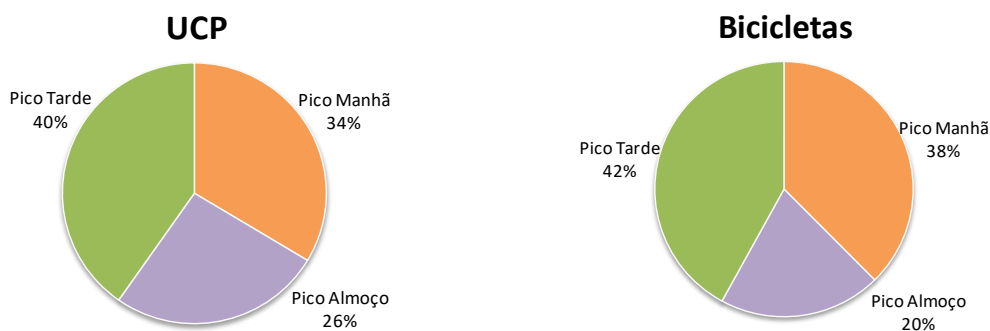 UCP
Pico Tarde
40%
Pico Manhã
34%
Pico Almoço
26%
Bicicletas
Pico Tarde
42%
Pico Manhã
38%
Pico Almoço
20%